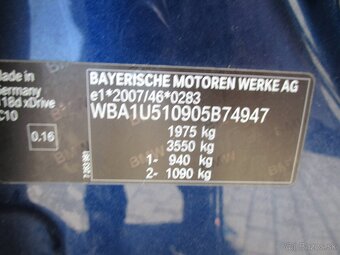 Made in
Germany
118d xDrive
C10
0.16
BAYERISCHE MOTOREN WERKE AG
e1*2007/46*0283
WBA1U510905B74947
1975 kg
3550 kg
1- 940 kg
2- 1090 kg